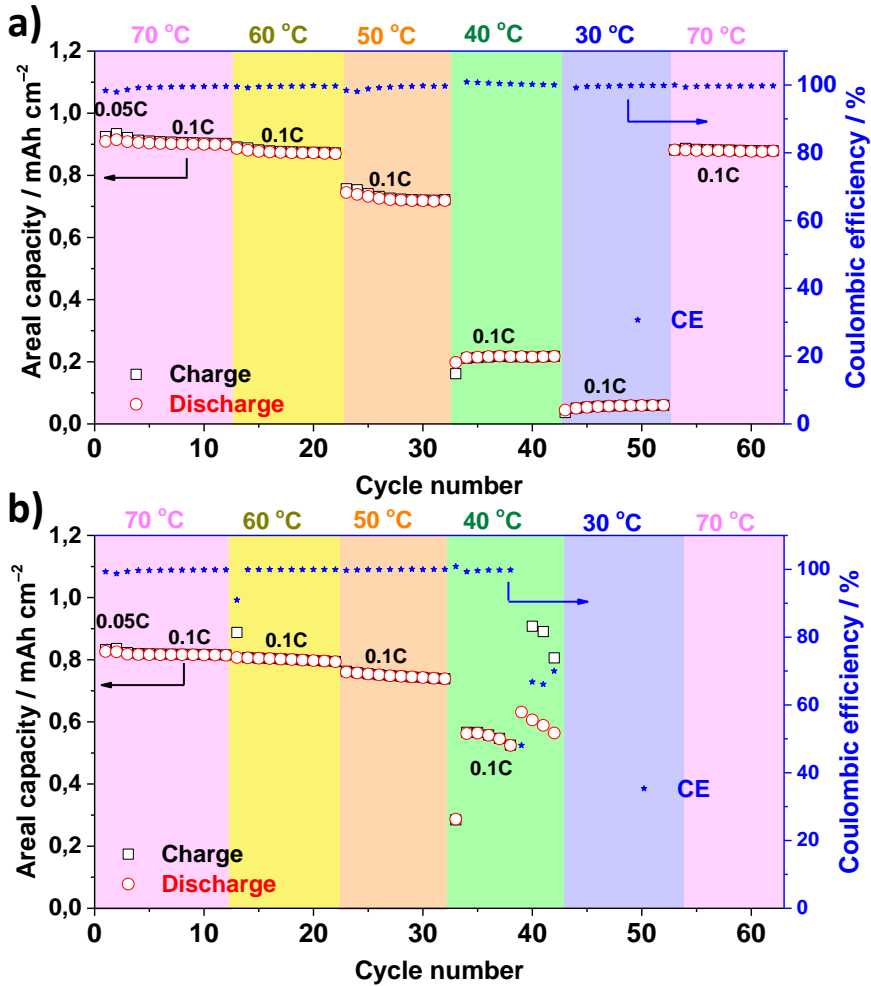 a)
70 °C 60 °C 50 °C 40 °C 30 °C 70 °C
1,2
1,0
0,8
0,6
0,4
0,2
0,0
Areal capacity / mAh cm⁻²
0.05C
0.1C
0.1C
0.1C
0.1C
0.1C
0.1C
CE
Charge
Discharge
100
80
60
40
20
0
Coulombic efficiency / %
0 10 20 30 40 50 60
Cycle number
b)
70 °C 60 °C 50 °C 40 °C 30 °C 70 °C
1,2
1,0
0,8
0,6
0,4
0,2
0,0
Areal capacity / mAh cm⁻²
0.05C
0.1C
0.1C
0.1C
0.1C
CE
Charge
Discharge
100
80
60
40
20
0
Coulombic efficiency / %
0 10 20 30 40 50 60
Cycle number